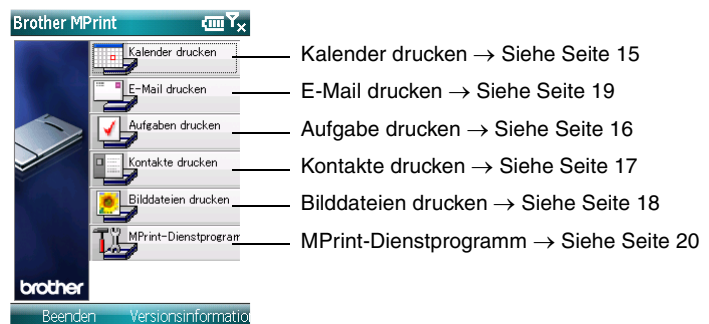 Brother MPrint
Kalender drucken
Kalender drucken → Siehe Seite 15
E-Mail drucken
E-Mail drucken → Siehe Seite 19
Aufgaben drucken
Aufgabe drucken → Siehe Seite 16
Kontakte drucken
Kontakte drucken → Siehe Seite 17
Bilddateien drucken
Bilddateien drucken → Siehe Seite 18
MPrint-Dienstprogram
MPrint-Dienstprogramm → Siehe Seite 20
brother
Beenden Versionsinformatio